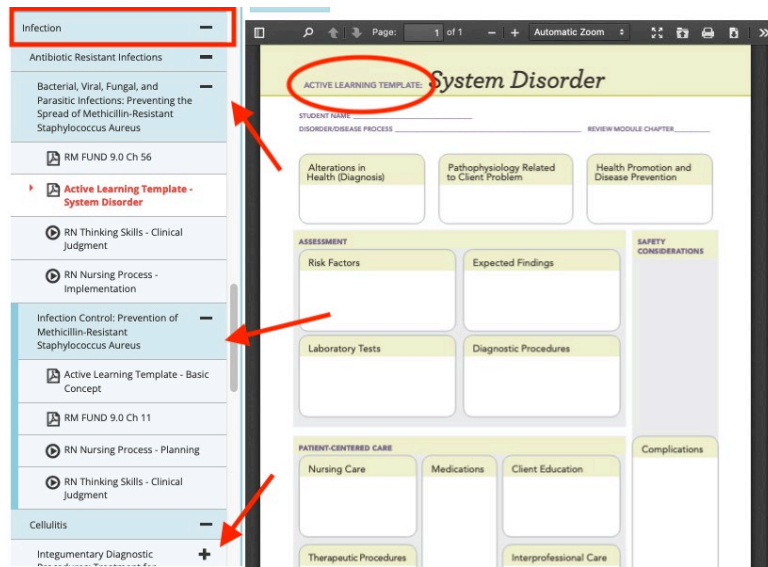 Infection
Antibiotic Resistant Infections
Bacterial, Viral, Fungal, and
Parasitic Infections: Preventing the
Spread of Methicillin-Resistant
Staphylococcus Aureus
RM FUND 9.0 Ch 56
Active Learning Template -
System Disorder
RN Thinking Skills - Clinical
Judgment
RN Nursing Process -
Implementation
Infection Control: Prevention of
Methicillin-Resistant
Staphylococcus Aureus
Active Learning Template - Basic
Concept
RM FUND 9.0 Ch 11
RN Nursing Process - Planning
RN Thinking Skills - Clinical
Judgment
Cellulitis
Integumentary Diagnostic
Page: 1 of 1 Automatic Zoom
ACTIVE LEARNING TEMPLATE: System Disorder
STUDENT NAME
DISORDER/DISEASE PROCESS REVIEW MODULE CHAPTER
Alterations in
Health (Diagnosis)
Pathophysiology Related
to Client Problem
Health Promotion and
Disease Prevention
ASSESSMENT
SAFETY
CONSIDERATIONS
Risk Factors
Expected Findings
Laboratory Tests
Diagnostic Procedures
PATIENT-CENTERED CARE
Complications
Nursing Care
Medications
Client Education
Therapeutic Procedures
Interprofessional Care